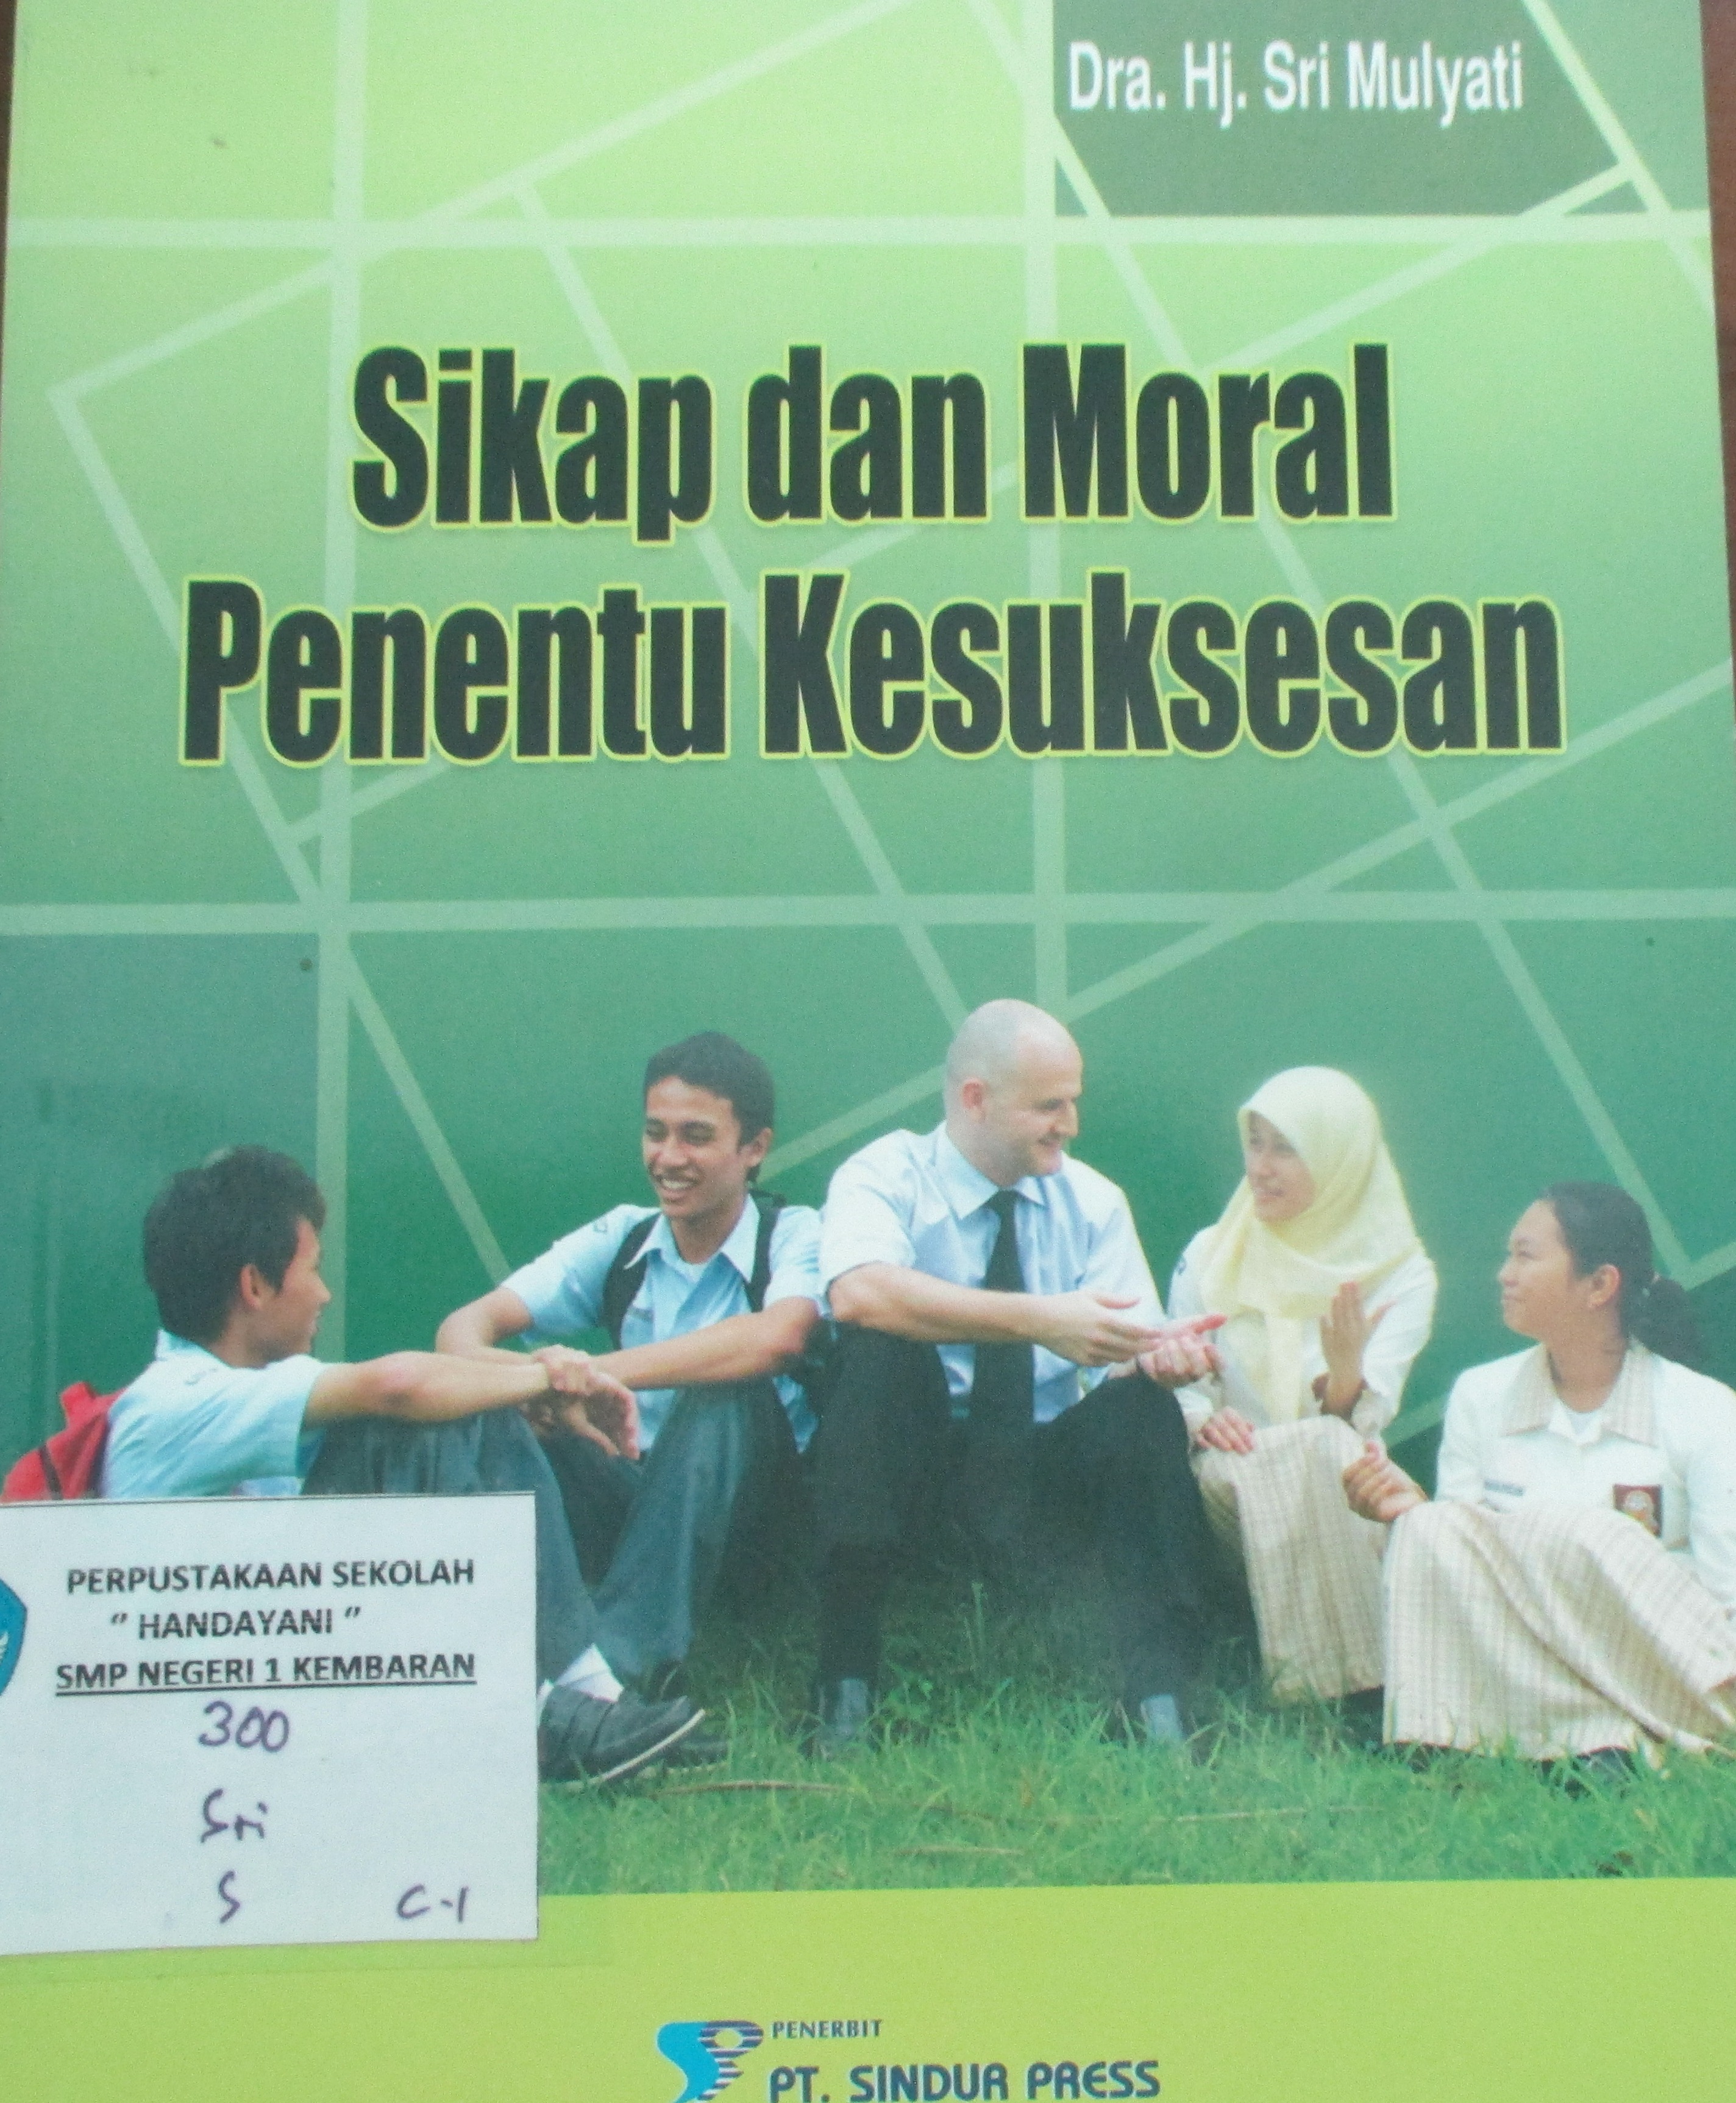 Dra. Hj. Sri Mulyati
Sikap dan Moral
Penentu Kesuksesan
PERPUSTAKAAN SEKOLAH
" HANDAYANI "
SMP NEGERI 1 KEMBARAN
300
Sri
S C-1
PENERBIT
PT. SINDUR PRESS